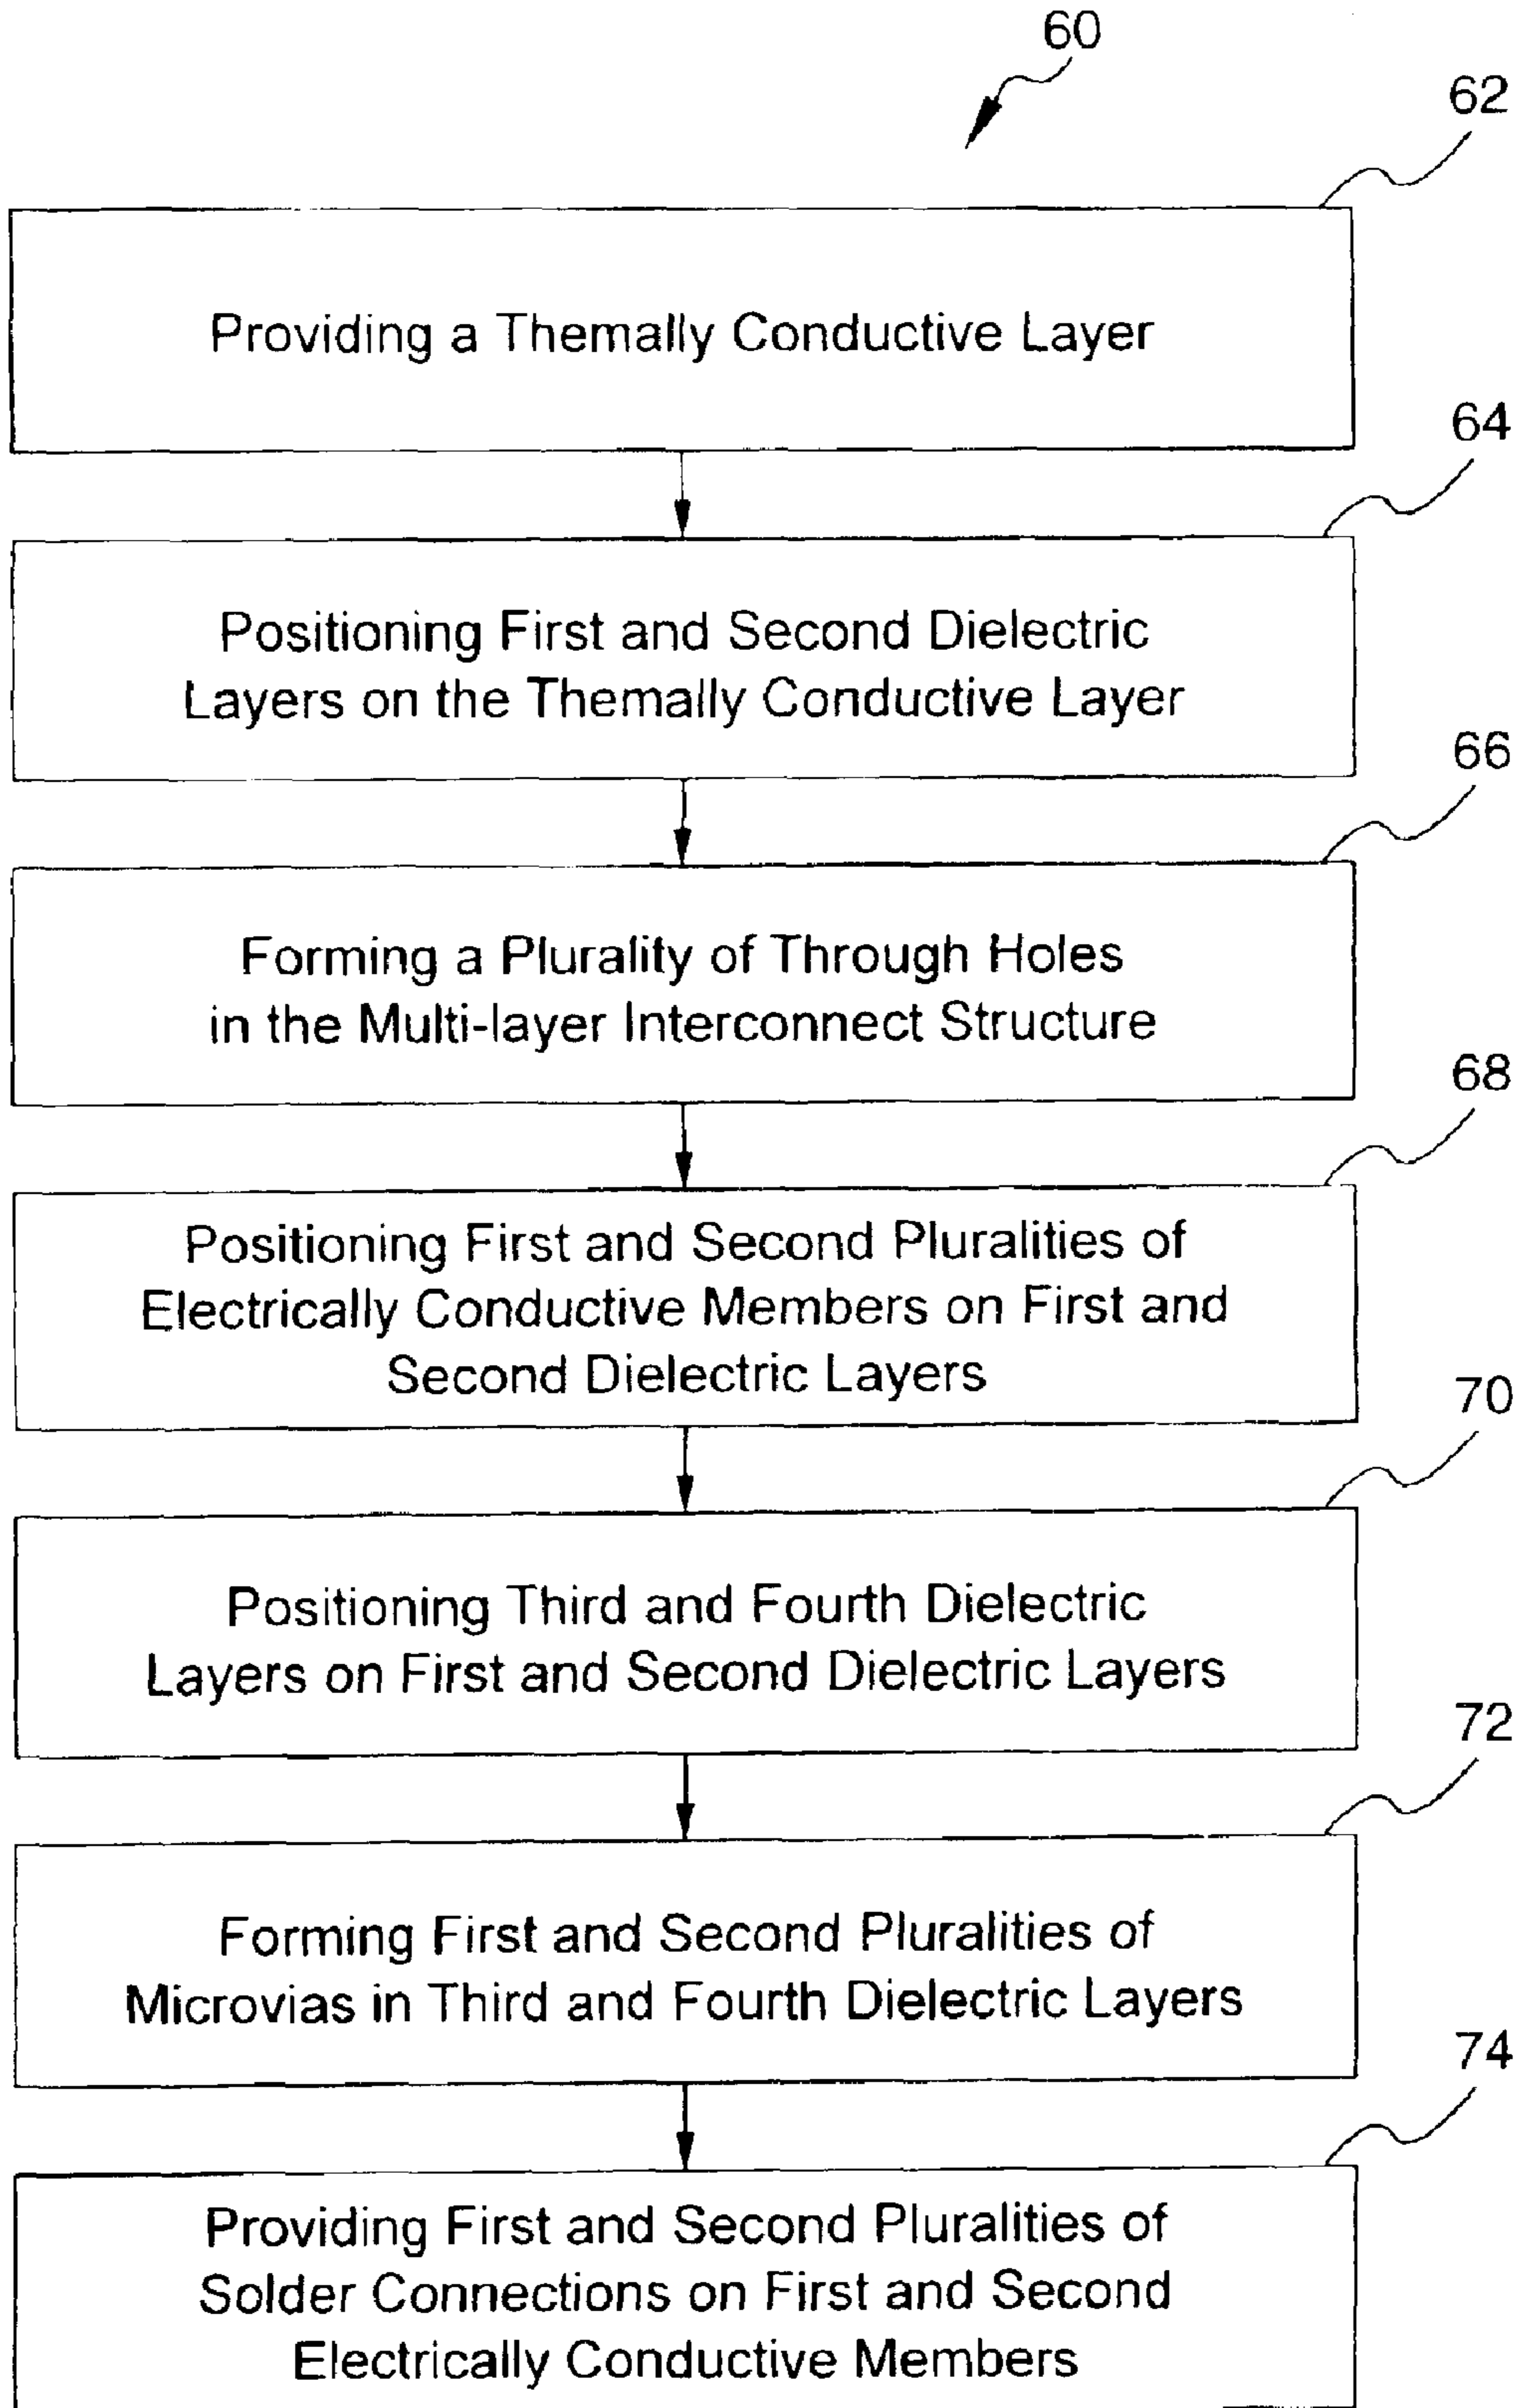 60
62
Providing a Themally Conductive Layer
64
Positioning First and Second Dielectric
Layers on the Themally Conductive Layer
66
Forming a Plurality of Through Holes
in the Multi-layer Interconnect Structure
68
Positioning First and Second Pluralities of
Electrically Conductive Members on First and
Second Dielectric Layers
70
Positioning Third and Fourth Dielectric
Layers on First and Second Dielectric Layers
72
Forming First and Second Pluralities of
Microvias in Third and Fourth Dielectric Layers
74
Providing First and Second Pluralities of
Solder Connections on First and Second
Electrically Conductive Members